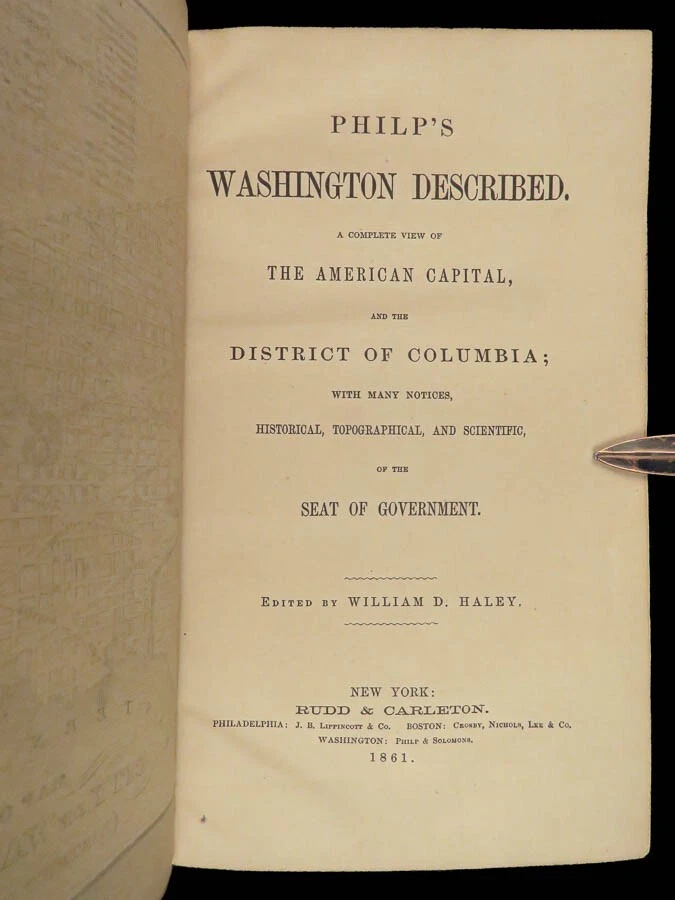 PHILP'S
WASHINGTON DESCRIBED.
A COMPLETE VIEW OF
THE AMERICAN CAPITAL,
AND THE
DISTRICT OF COLUMBIA;
WITH MANY NOTICES,
HISTORICAL, TOPOGRAPHICAL, AND SCIENTIFIC,
OF THE
SEAT OF GOVERNMENT.
EDITED BY WILLIAM D. HALEY.
NEW YORK:
RUDD & CARLETON.
PHILADELPHIA: J. B. LIPPINCOTT & CO. BOSTON: CROSBY, NICHOLS, LEE & CO.
WASHINGTON: PHILP & SOLOMONS.
1861.